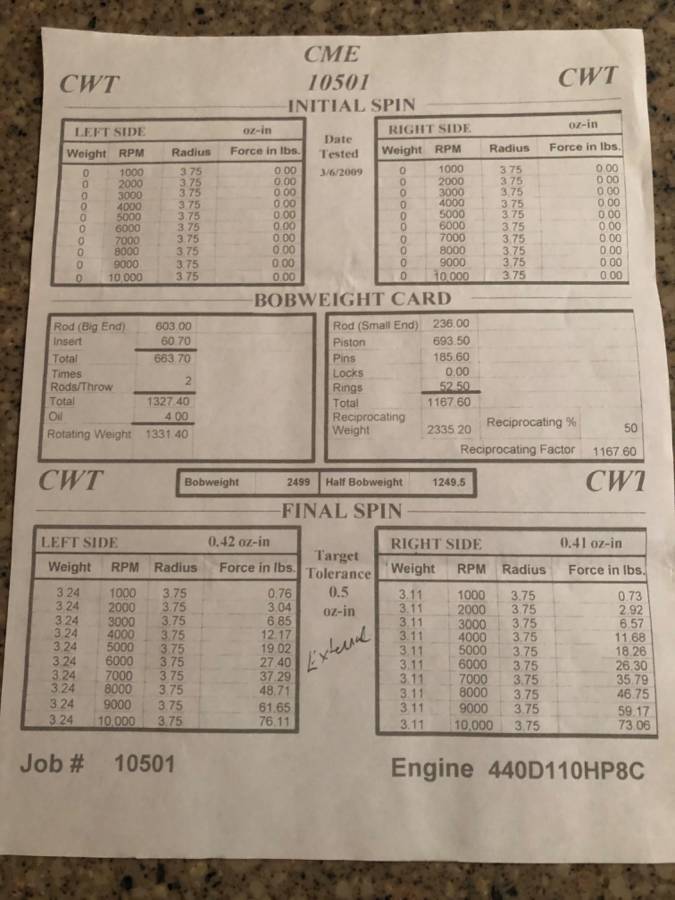 CME
CWT 10501 CWT
INITIAL SPIN
LEFT SIDE oz-in
Weight RPM Radius Force in lbs.
0 1000 3.75 0.00
0 2000 3.75 0.00
0 3000 3.75 0.00
0 4000 3.75 0.00
0 5000 3.75 0.00
0 6000 3.75 0.00
0 7000 3.75 0.00
0 8000 3.75 0.00
0 9000 3.75 0.00
0 10,000 3.75 0.00
Date
Tested
3/6/2009
RIGHT SIDE oz-in
Weight RPM Radius Force in lbs.
0 1000 3.75 0.00
0 2000 3.75 0.00
0 3000 3.75 0.00
0 4000 3.75 0.00
0 5000 3.75 0.00
0 6000 3.75 0.00
0 7000 3.75 0.00
0 8000 3.75 0.00
0 9000 3.75 0.00
0 10,000 3.75 0.00
BOBWEIGHT CARD
Rod (Big End) 603.00
Insert 60.70
Total 663.70
Times
Rods/Throw 2
Total 1327.40
Oil 4.00
Rotating Weight 1331.40
Rod (Small End) 236.00
Piston 693.50
Pins 185.60
Locks 0.00
Rings 52.50
Total 1167.60
Reciprocating
Weight 2335.20 Reciprocating % 50
Reciprocating Factor 1167.60
CWT Bobweight 2499 Half Bobweight 1249.5 CWT
FINAL SPIN
LEFT SIDE 0.42 oz-in
Weight RPM Radius Force in lbs.
3.24 1000 3.75 0.76
3.24 2000 3.75 3.04
3.24 3000 3.75 6.85
3.24 4000 3.75 12.17
3.24 5000 3.75 19.02
3.24 6000 3.75 27.40
3.24 7000 3.75 37.29
3.24 8000 3.75 48.71
3.24 9000 3.75 61.65
3.24 10,000 3.75 76.11
Target
Tolerance
0.5
oz-in
External
RIGHT SIDE 0.41 oz-in
Weight RPM Radius Force in lbs.
3.11 1000 3.75 0.73
3.11 2000 3.75 2.92
3.11 3000 3.75 6.57
3.11 4000 3.75 11.68
3.11 5000 3.75 18.26
3.11 6000 3.75 26.30
3.11 7000 3.75 35.79
3.11 8000 3.75 46.75
3.11 9000 3.75 59.17
3.11 10,000 3.75 73.06
Job # 10501 Engine 440D110HP8C